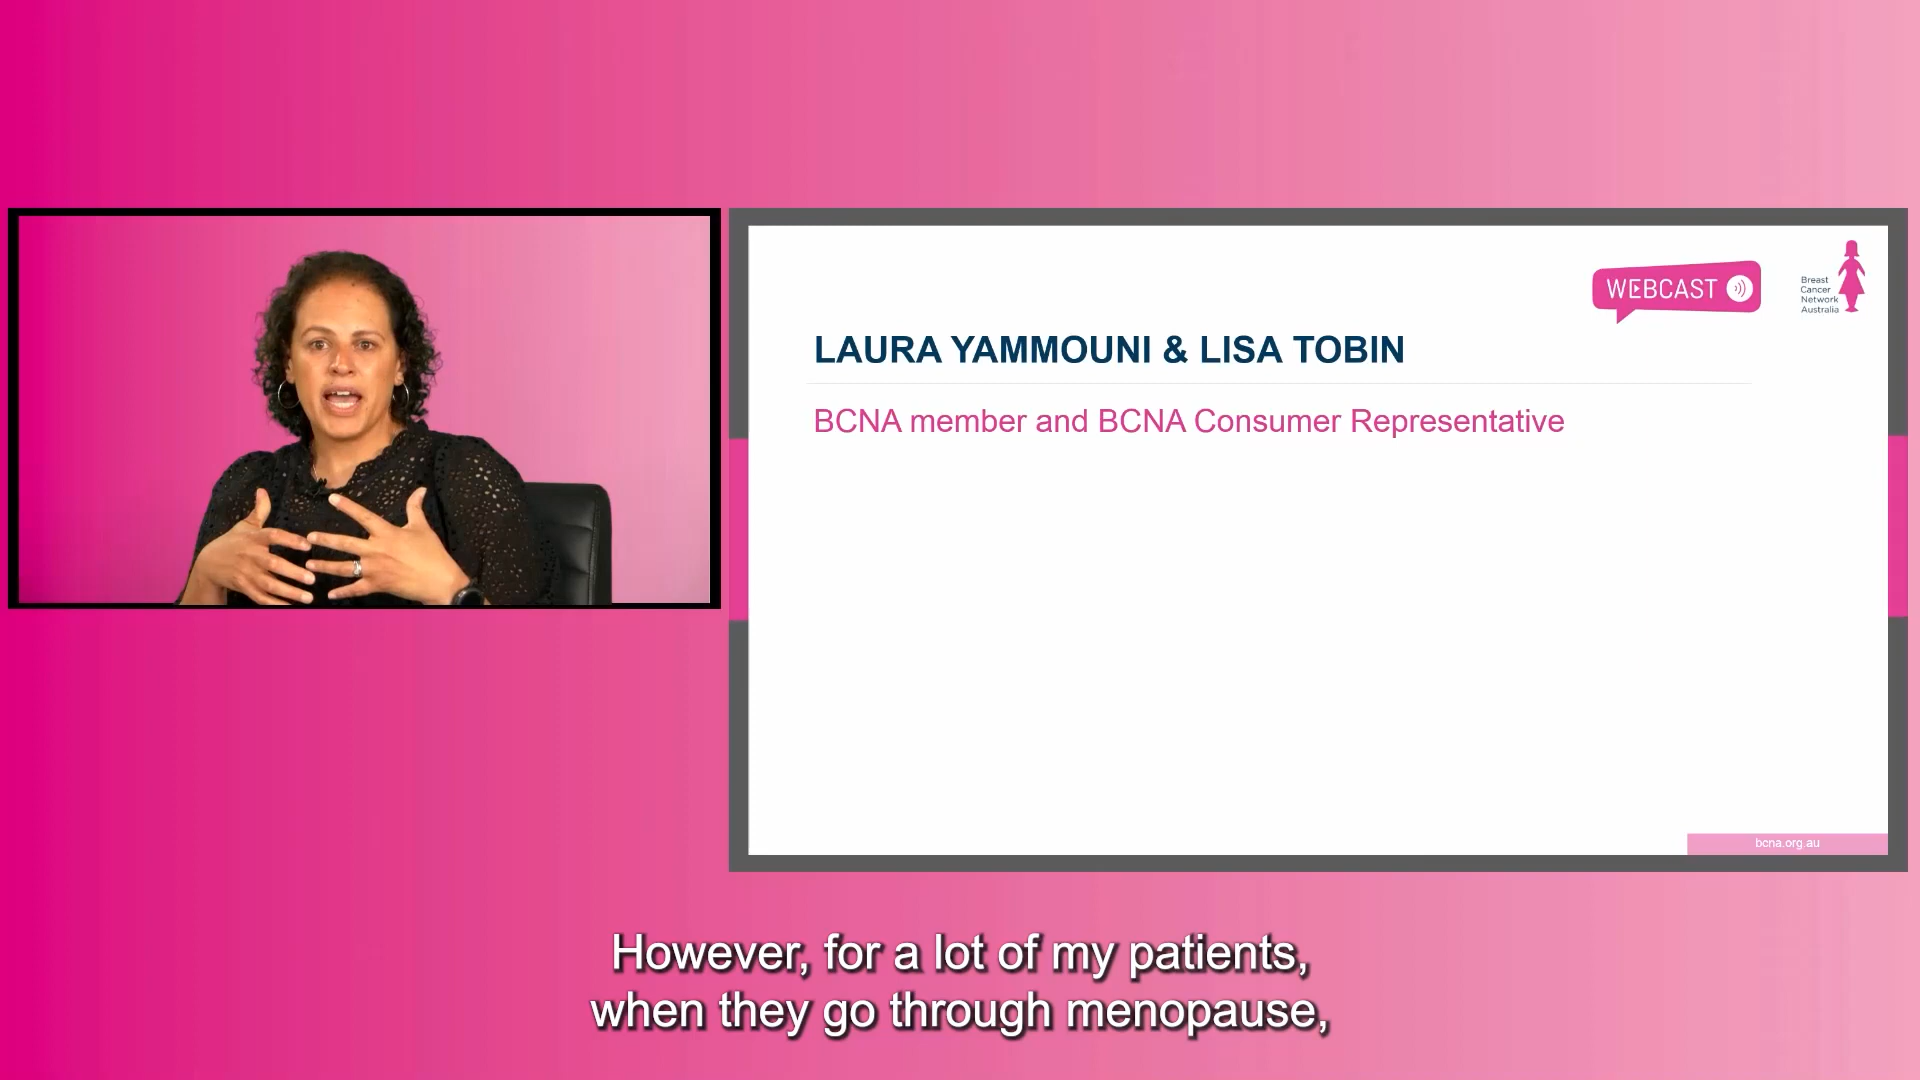 WEBCAST
Breast
Cancer
Network
Australia
LAURA YAMMOUNI & LISA TOBIN
BCNA member and BCNA Consumer Representative
bcna.org.au
However, for a lot of my patients,
when they go through menopause,